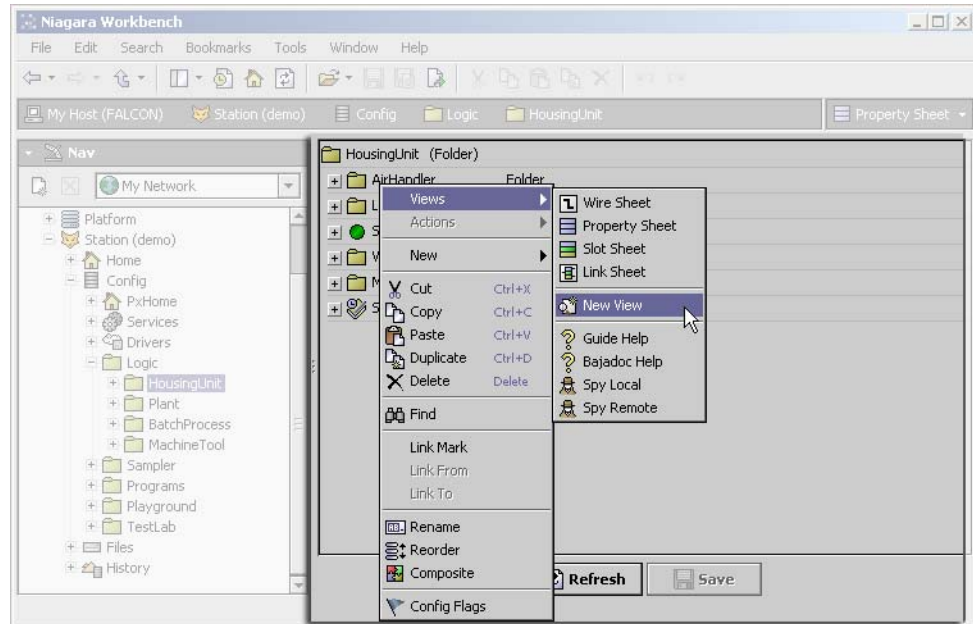 Niagara Workbench
File Edit Search Bookmarks Tools Window Help
My Host (FALCON) Station (demo) Config Logic HousingUnit Property Sheet
Nav
My Network
Platform
Station (demo)
Home
Config
PxHome
Services
Drivers
Logic
HousingUnit
Plant
BatchProcess
MachineTool
Sampler
Programs
Playground
TestLab
Files
History
HousingUnit (Folder)
AirHandler Folder
L
S
V
M
S
Views
Actions
New
Cut Ctrl+X
Copy Ctrl+C
Paste Ctrl+V
Duplicate Ctrl+D
Delete Delete
Find
Link Mark
Link From
Link To
Rename
Reorder
Composite
Config Flags
Wire Sheet
Property Sheet
Slot Sheet
Link Sheet
New View
Guide Help
Bajadoc Help
Spy Local
Spy Remote
Refresh Save